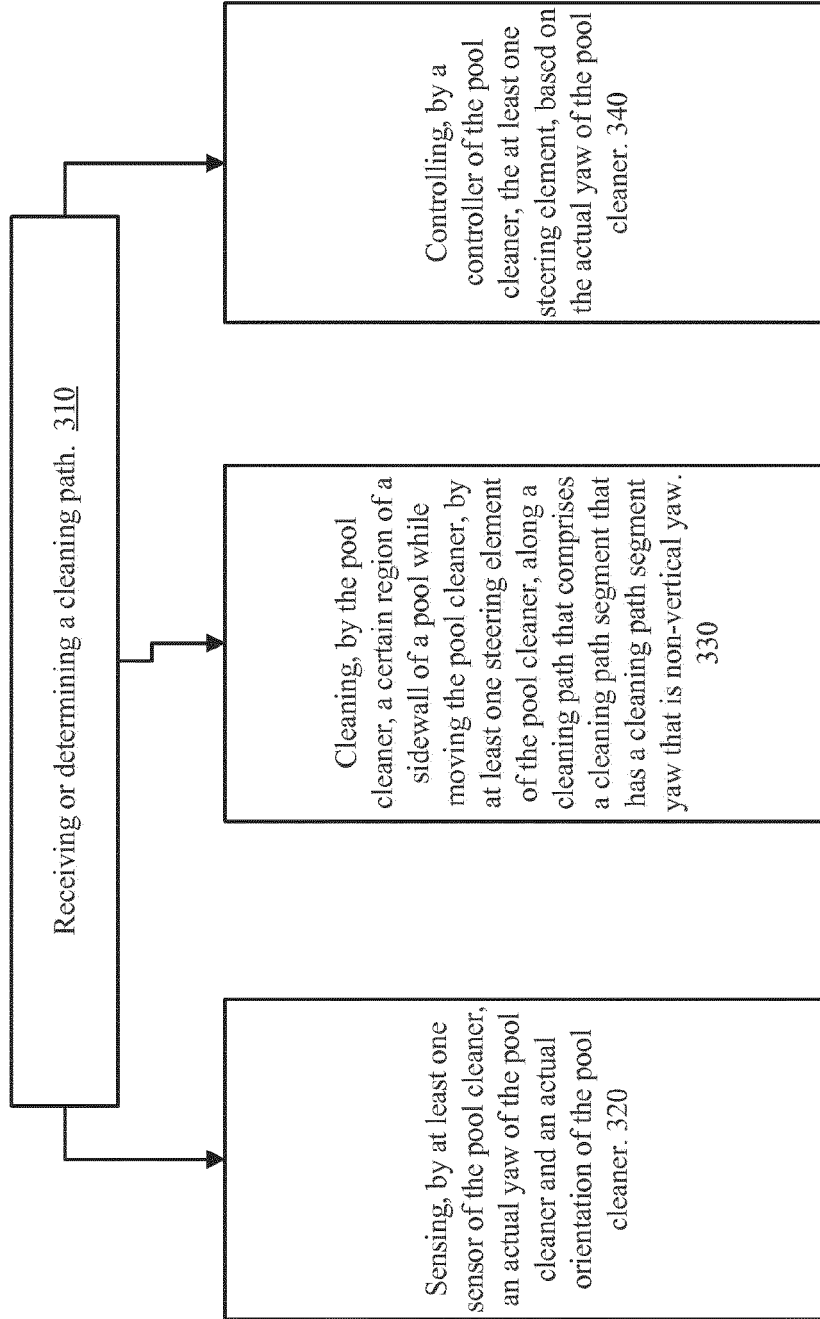 Receiving or determining a cleaning path. 310
Sensing, by at least one
sensor of the pool cleaner,
an actual yaw of the pool
cleaner and an actual
orientation of the pool
cleaner. 320
Cleaning, by the pool
cleaner, a certain region of a
sidewall of a pool while
moving the pool cleaner, by
at least one steering element
of the pool cleaner, along a
cleaning path that comprises
a cleaning path segment that
has a cleaning path segment
yaw that is non-vertical yaw.
330
Controlling, by a
controller of the pool
cleaner, the at least one
steering element, based on
the actual yaw of the pool
cleaner. 340